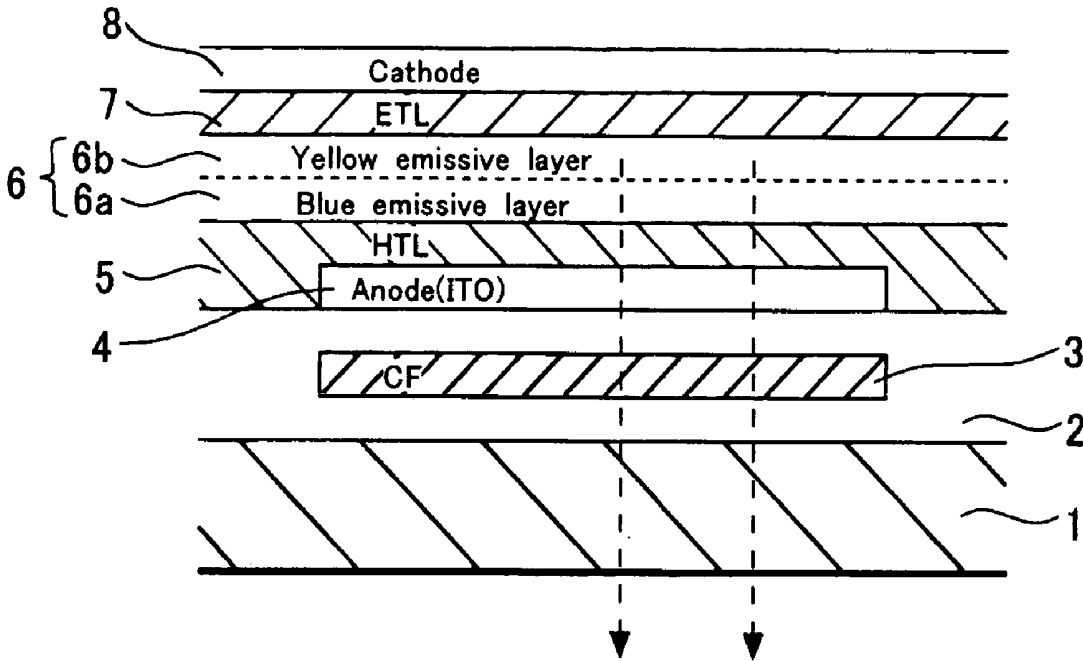 8
Cathode
7
ETL
6
6b
Yellow emissive layer
6a
Blue emissive layer
HTL
5
Anode(ITO)
4
3
CF
2
1